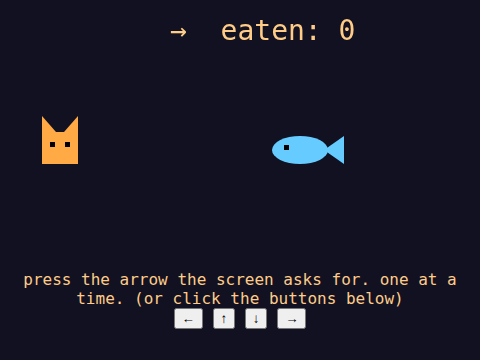 → eaten: 0
press the arrow the screen asks for. one at a
time. (or click the buttons below)
← ↑ ↓ →